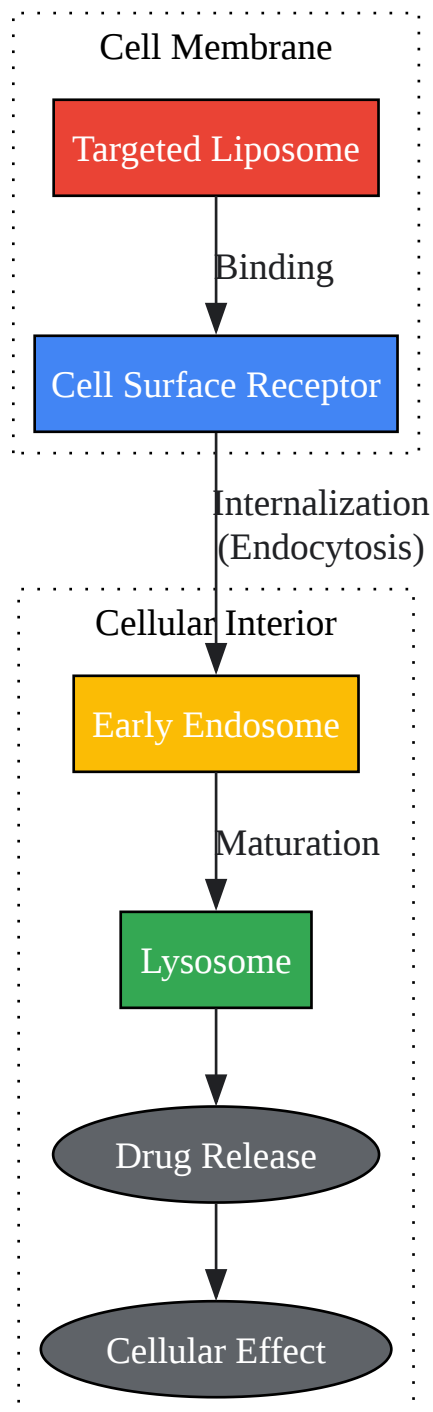 Cell Membrane
Targeted Liposome
Binding
Cell Surface Receptor
Internalization
(Endocytosis)
Cellular Interior
Early Endosome
Maturation
Lysosome
Drug Release
Cellular Effect